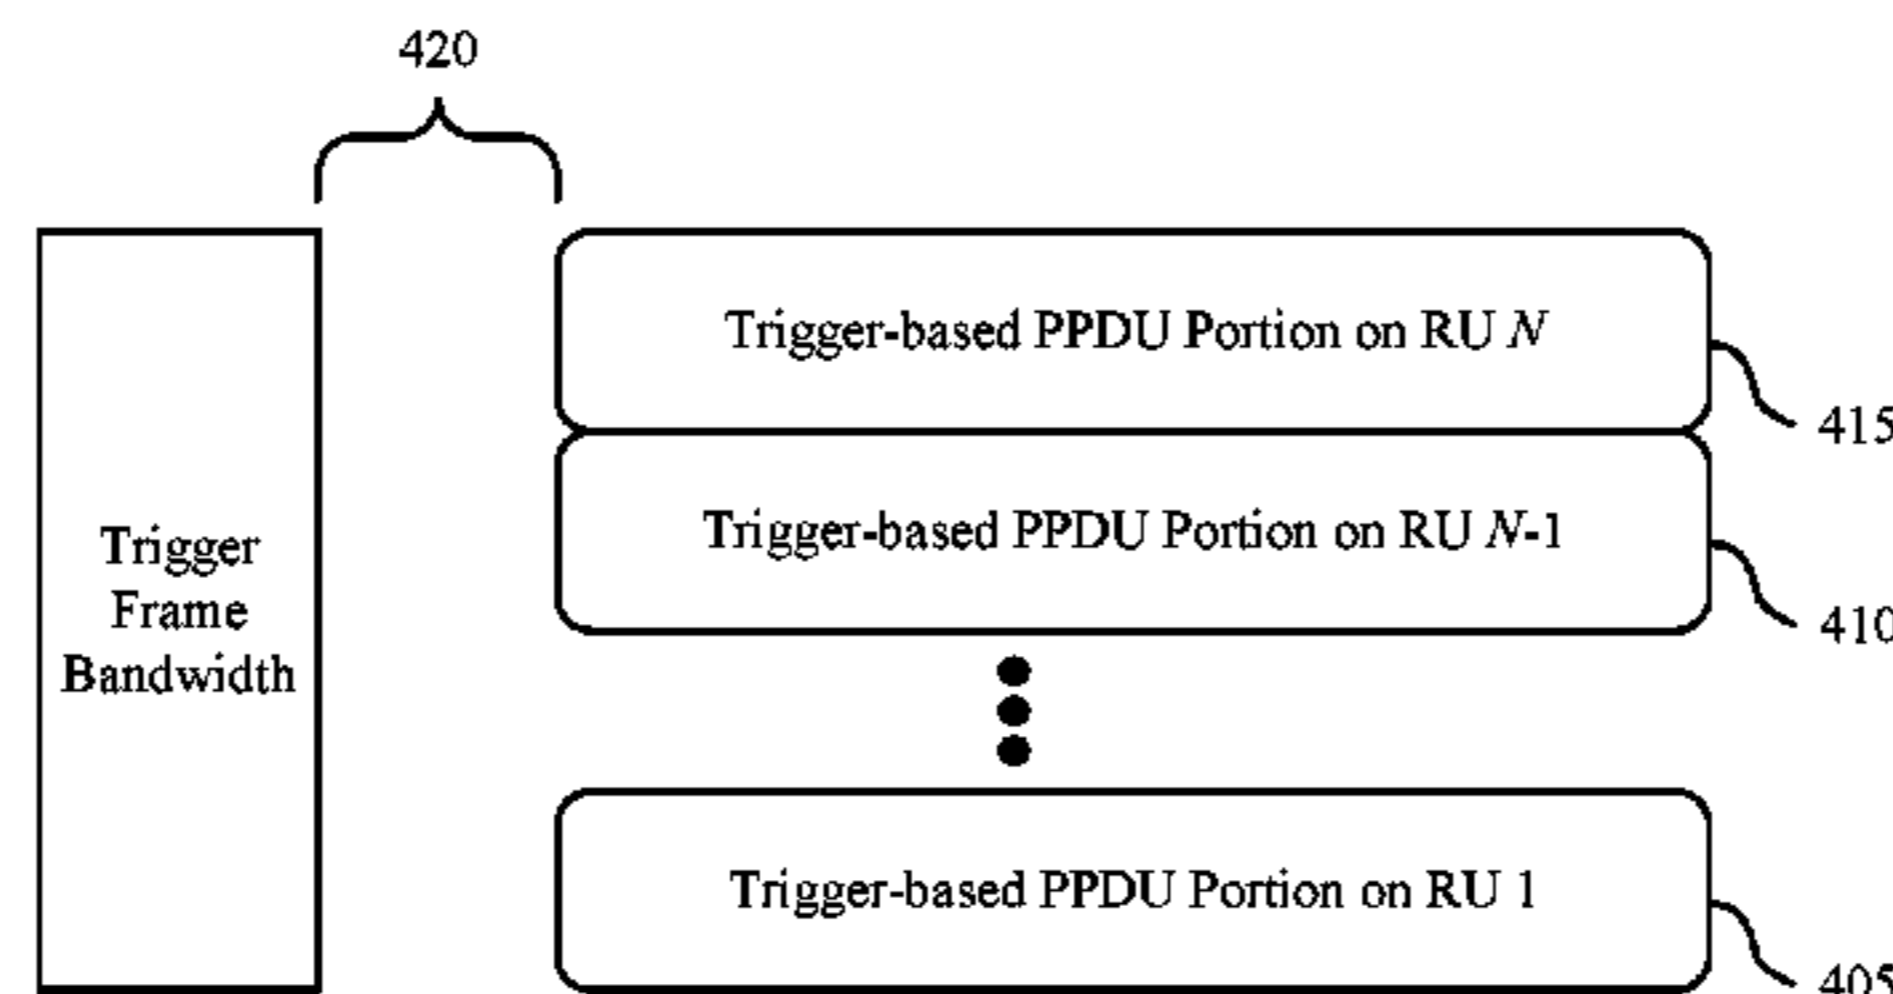 420
Trigger-based PPDU Portion on RU N
415
Trigger-based PPDU Portion on RU N-1
410
Trigger
Frame
Bandwidth
Trigger-based PPDU Portion on RU 1
405